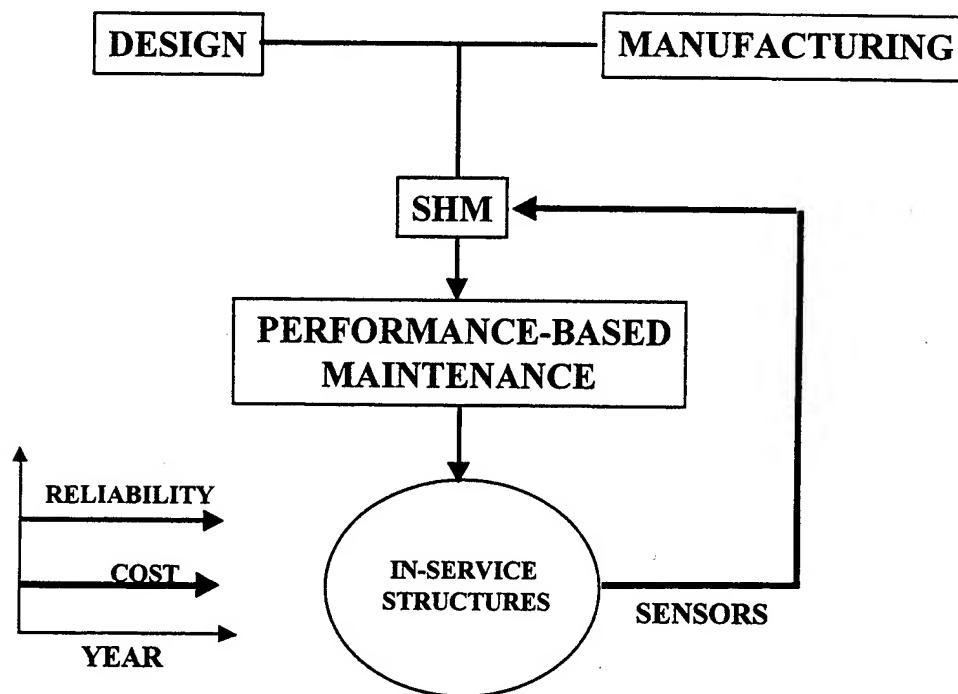 DESIGN
MANUFACTURING
SHM
PERFORMANCE-BASED
MAINTENANCE
RELIABILITY
COST
YEAR
IN-SERVICE
STRUCTURES
SENSORS